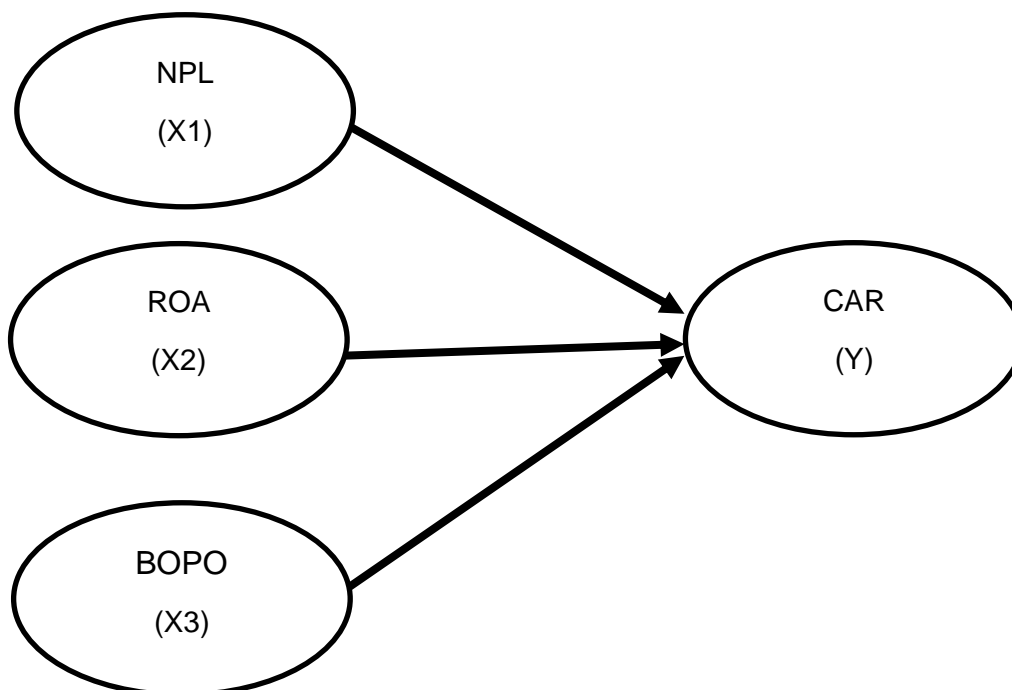 NPL
(X1)
ROA
(X2)
BOPO
(X3)
CAR
(Y)